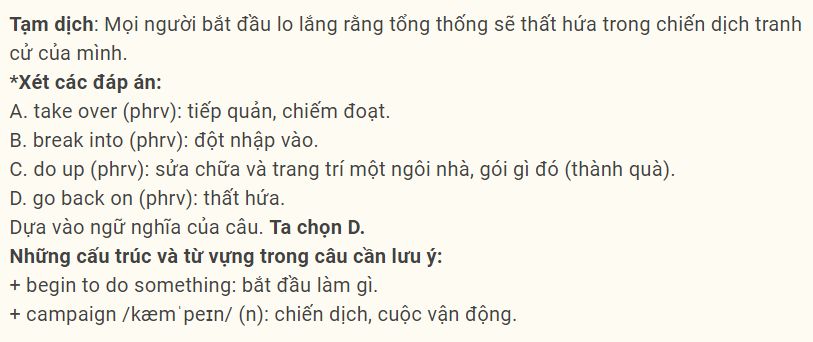 Tạm dịch: Mọi người bắt đầu lo lắng rằng tổng thống sẽ thất hứa trong chiến dịch tranh
cử của mình.
*Xét các đáp án:
A. take over (phrv): tiếp quản, chiếm đoạt.
B. break into (phrv): đột nhập vào.
C. do up (phrv): sửa chữa và trang trí một ngôi nhà, gói gì đó (thành quà).
D. go back on (phrv): thất hứa.
Dựa vào ngữ nghĩa của câu. Ta chọn D.
Những cấu trúc và từ vựng trong câu cần lưu ý:
+ begin to do something: bắt đầu làm gì.
+ campaign /kæmˈpeɪn/ (n): chiến dịch, cuộc vận động.